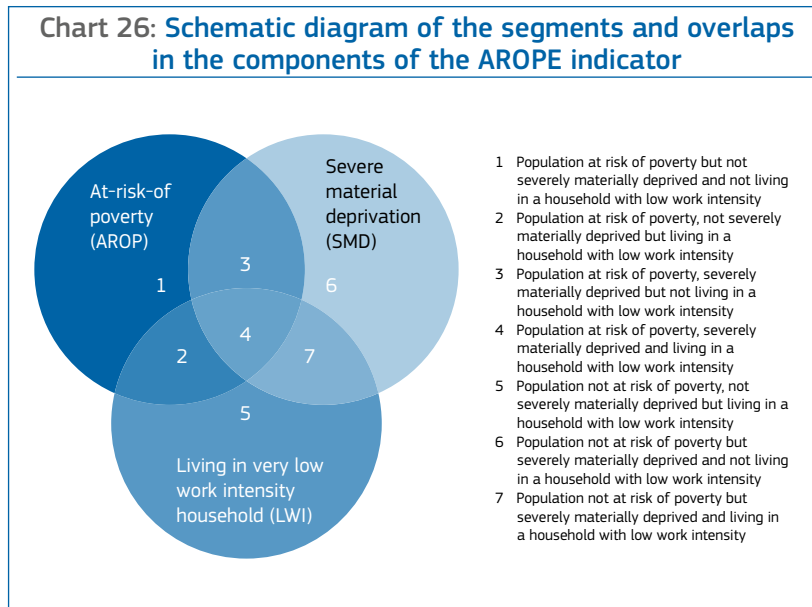 Chart 26: Schematic diagram of the segments and overlaps
in the components of the AROPE indicator
At-risk-of
poverty
(AROP)
Severe
material
deprivation
(SMD)
3
1
6
4
2
7
5
Living in very low
work intensity
household (LWI)
1 Population at risk of poverty but not
severely materially deprived and not living
in a household with low work intensity
2 Population at risk of poverty, not severely
materially deprived but living in a
household with low work intensity
3 Population at risk of poverty, severely
materially deprived but not living in a
household with low work intensity
4 Population at risk of poverty, severely
materially deprived and living in a
household with low work intensity
5 Population not at risk of poverty, not
severely materially deprived but living in a
household with low work intensity
6 Population not at risk of poverty but
severely materially deprived and not living
in a household with low work intensity
7 Population not at risk of poverty but
severely materially deprived and living in
a household with low work intensity